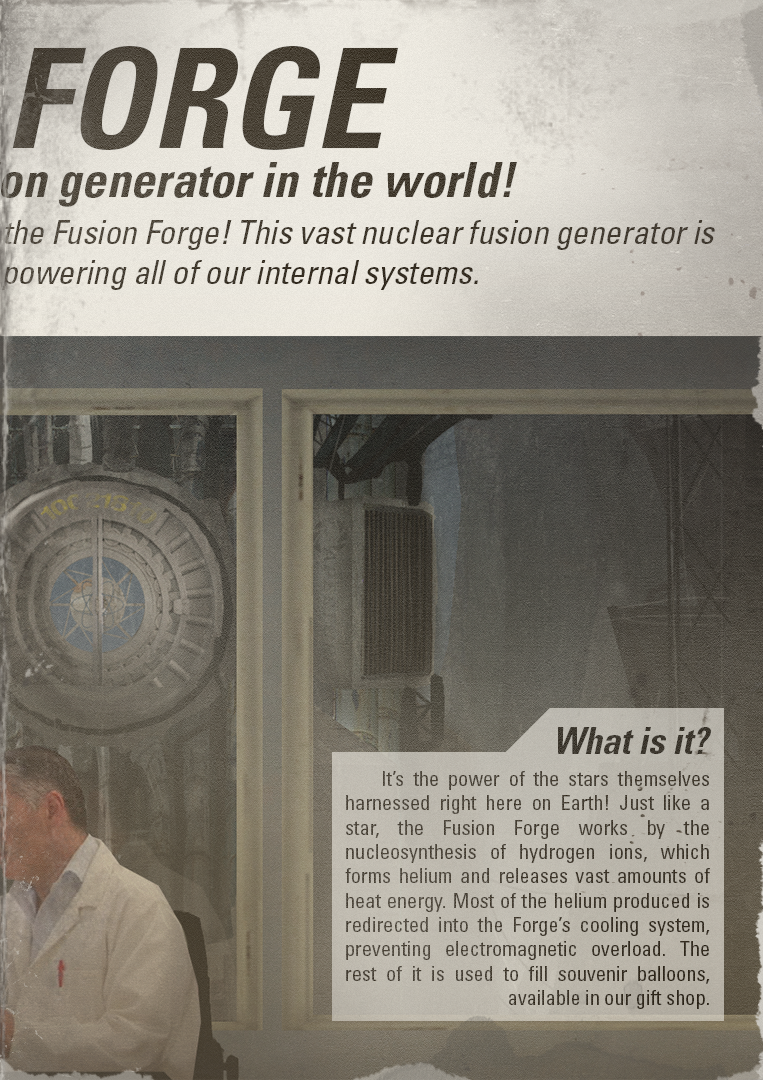 FORGE
on generator in the world!
the Fusion Forge! This vast nuclear fusion generator is
powering all of our internal systems.
What is it?
It's the power of the stars themselves
harnessed right here on Earth! Just like a
star, the Fusion Forge works by the
nucleosynthesis of hydrogen ions, which
forms helium and releases vast amounts of
heat energy. Most of the helium produced is
redirected into the Forge's cooling system,
preventing electromagnetic overload. The
rest of it is used to fill souvenir balloons,
available in our gift shop.